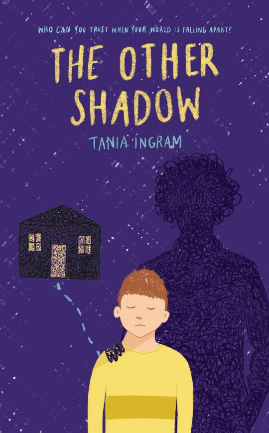 WHO CAN YOU TRUST WHEN YOUR WORLD IS FALLING APART?
THE OTHER
SHADOW
TANIA INGRAM